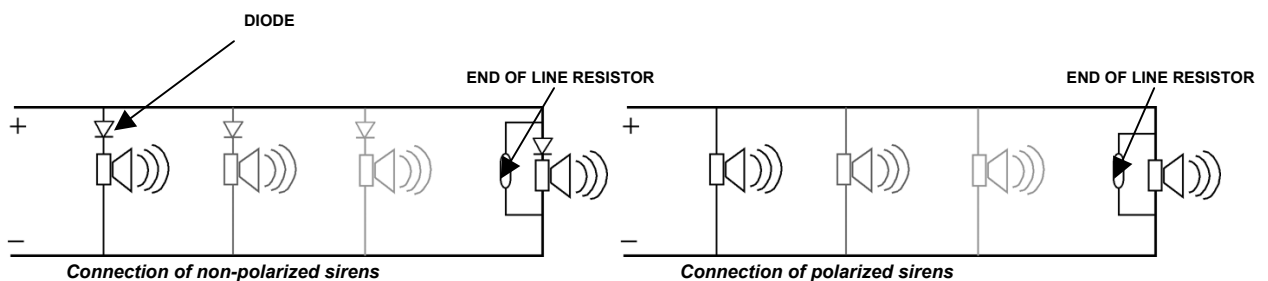 DIODE
END OF LINE RESISTOR
+
−
Connection of non-polarized sirens
END OF LINE RESISTOR
+
−
Connection of polarized sirens